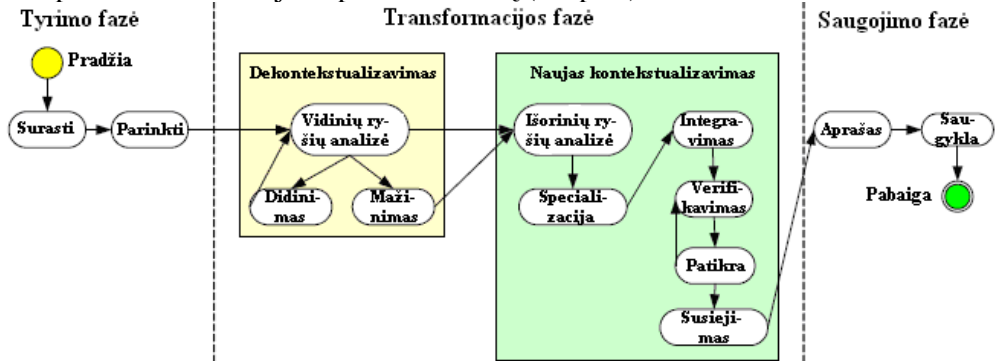 Tyrimo fazė
Transformacijos fazė
Saugojimo fazė
Pradžia
Surasti
Parinkti
Dekontekstualizavimas
Vidinių ry-
šių analizė
Didini-
mas
Maži-
nimas
Naujas kontekstualizavimas
Išorinių ry-
šių analizė
Speciali-
zacija
Integra-
vimas
Verifi-
kavimas
Patikra
Susieji-
mas
Aprašas
Sau-
gykla
Pabaiga